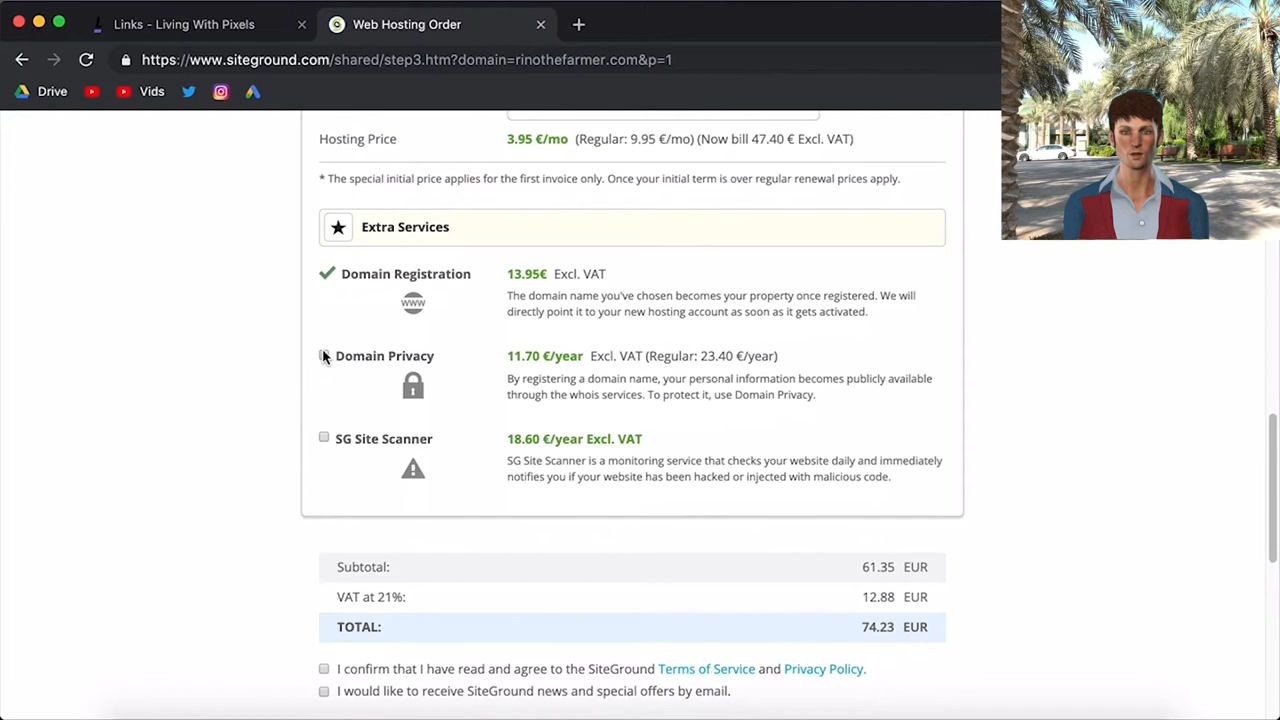 Links - Living With Pixels
Web Hosting Order
https://www.siteground.com/shared/step3.htm?domain=rinothefarmer.com&p=1
Drive
Vids
Hosting Price 3.95 €/mo (Regular: 9.95 €/mo) (Now bill 47.40 € Excl. VAT)
* The special initial price applies for the first invoice only. Once your initial term is over regular renewal prices apply.
Extra Services
Domain Registration 13.95€ Excl. VAT
www
The domain name you've chosen becomes your property once registered. We will
directly point it to your new hosting account as soon as it gets activated.
Domain Privacy 11.70 €/year Excl. VAT (Regular: 23.40 €/year)
By registering a domain name, your personal information becomes publicly available
through the whois services. To protect it, use Domain Privacy.
SG Site Scanner 18.60 €/year Excl. VAT
SG Site Scanner is a monitoring service that checks your website daily and immediately
notifies you if your website has been hacked or injected with malicious code.
Subtotal: 61.35 EUR
VAT at 21%: 12.88 EUR
TOTAL: 74.23 EUR
I confirm that I have read and agree to the SiteGround Terms of Service and Privacy Policy.
I would like to receive SiteGround news and special offers by email.